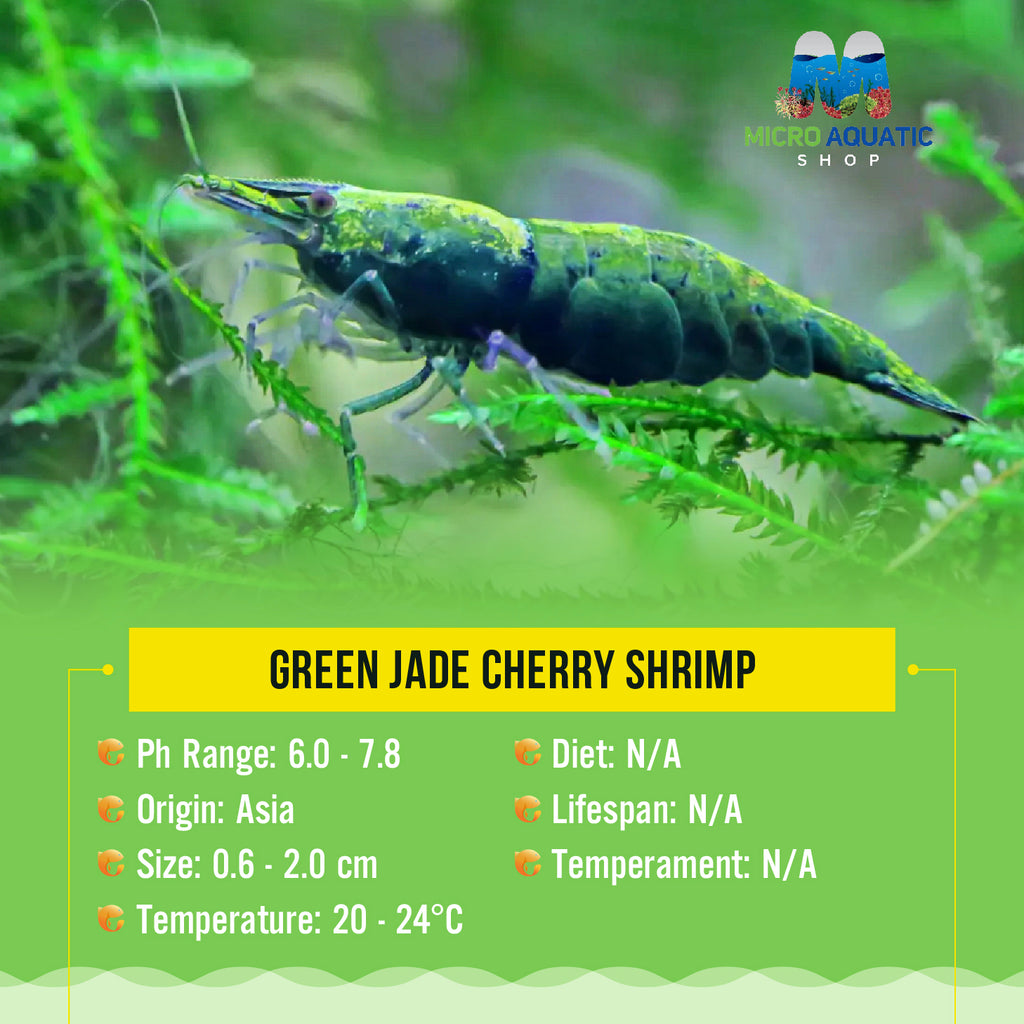 MICRO AQUATIC
SHOP
GREEN JADE CHERRY SHRIMP
Ph Range: 6.0 - 7.8
Origin: Asia
Size: 0.6 - 2.0 cm
Temperature: 20 - 24°C
Diet: N/A
Lifespan: N/A
Temperament: N/A